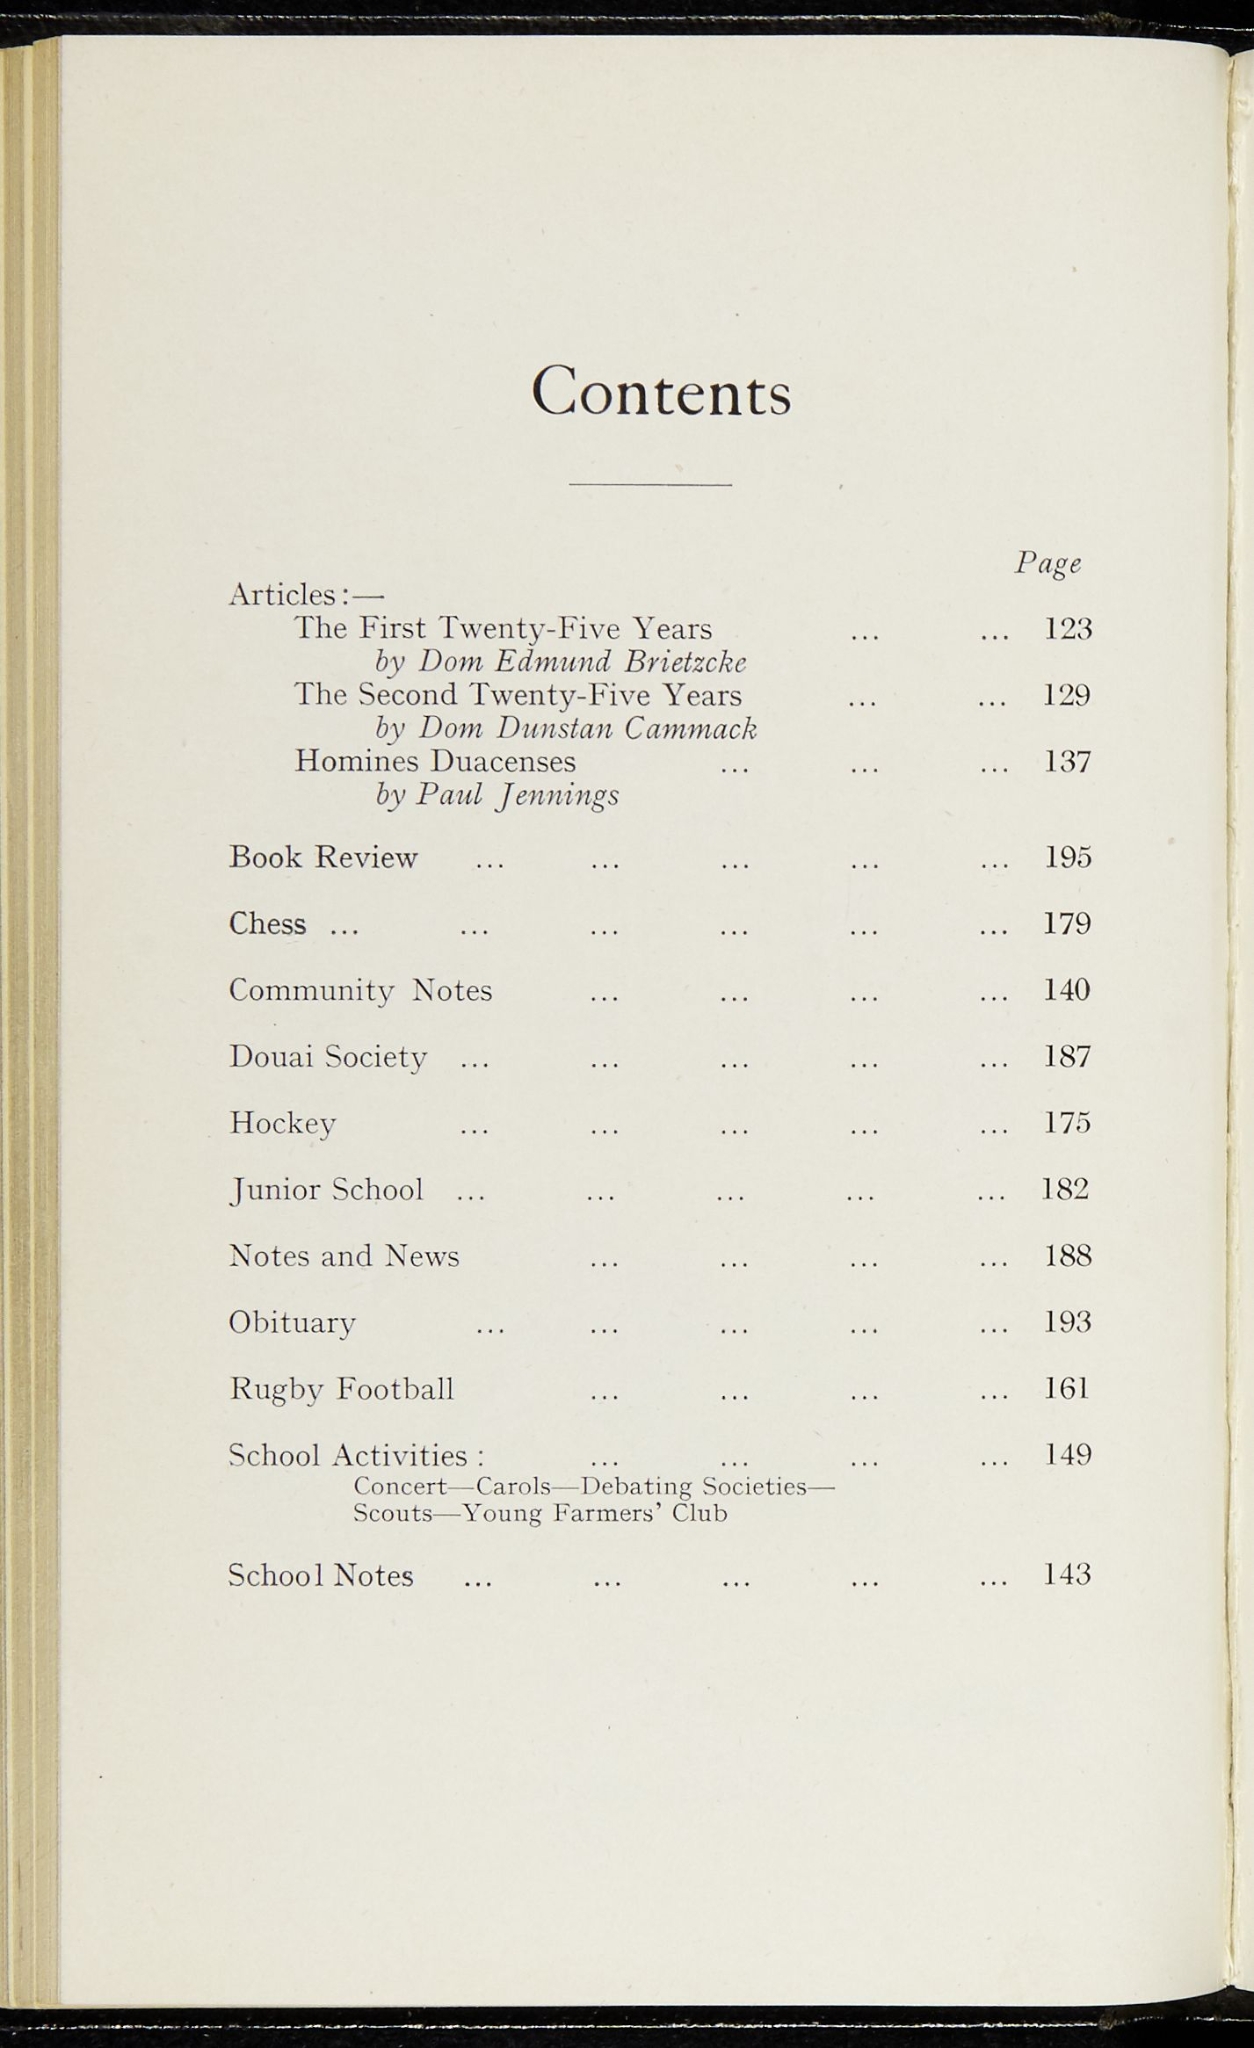 Contents
Page
Articles :—
The First Twenty-Five Years ... ... 123
by Dom Edmund Brietzcke
The Second Twenty-Five Years ... ... 129
by Dom Dunstan Cammack
Homines Duacenses ... ... ... 137
by Paul Jennings
Book Review ... ... ... ... ... 195
Chess ... ... ... ... ... ... 179
Community Notes ... ... ... ... 140
Douai Society ... ... ... ... ... 187
Hockey ... ... ... ... ... 175
Junior School ... ... ... ... ... 182
Notes and News ... ... ... ... 188
Obituary ... ... ... ... ... 193
Rugby Football ... ... ... ... 161
School Activities : ... ... ... ... 149
Concert—Carols—Debating Societies—
Scouts—Young Farmers' Club
School Notes ... ... ... ... ... 143